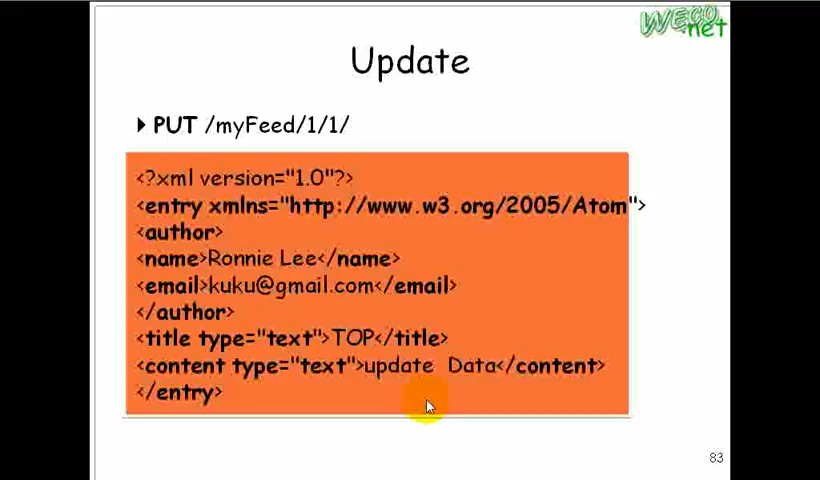 WECO.net
Update
PUT /myFeed/1/1/
<?xml version="1.0"?>
<entry xmlns="http://www.w3.org/2005/Atom">
<author>
<name>Ronnie Lee</name>
<email>kuku@gmail.com</email>
</author>
<title type="text">TOP</title>
<content type="text">update  Data</content>
</entry>
83